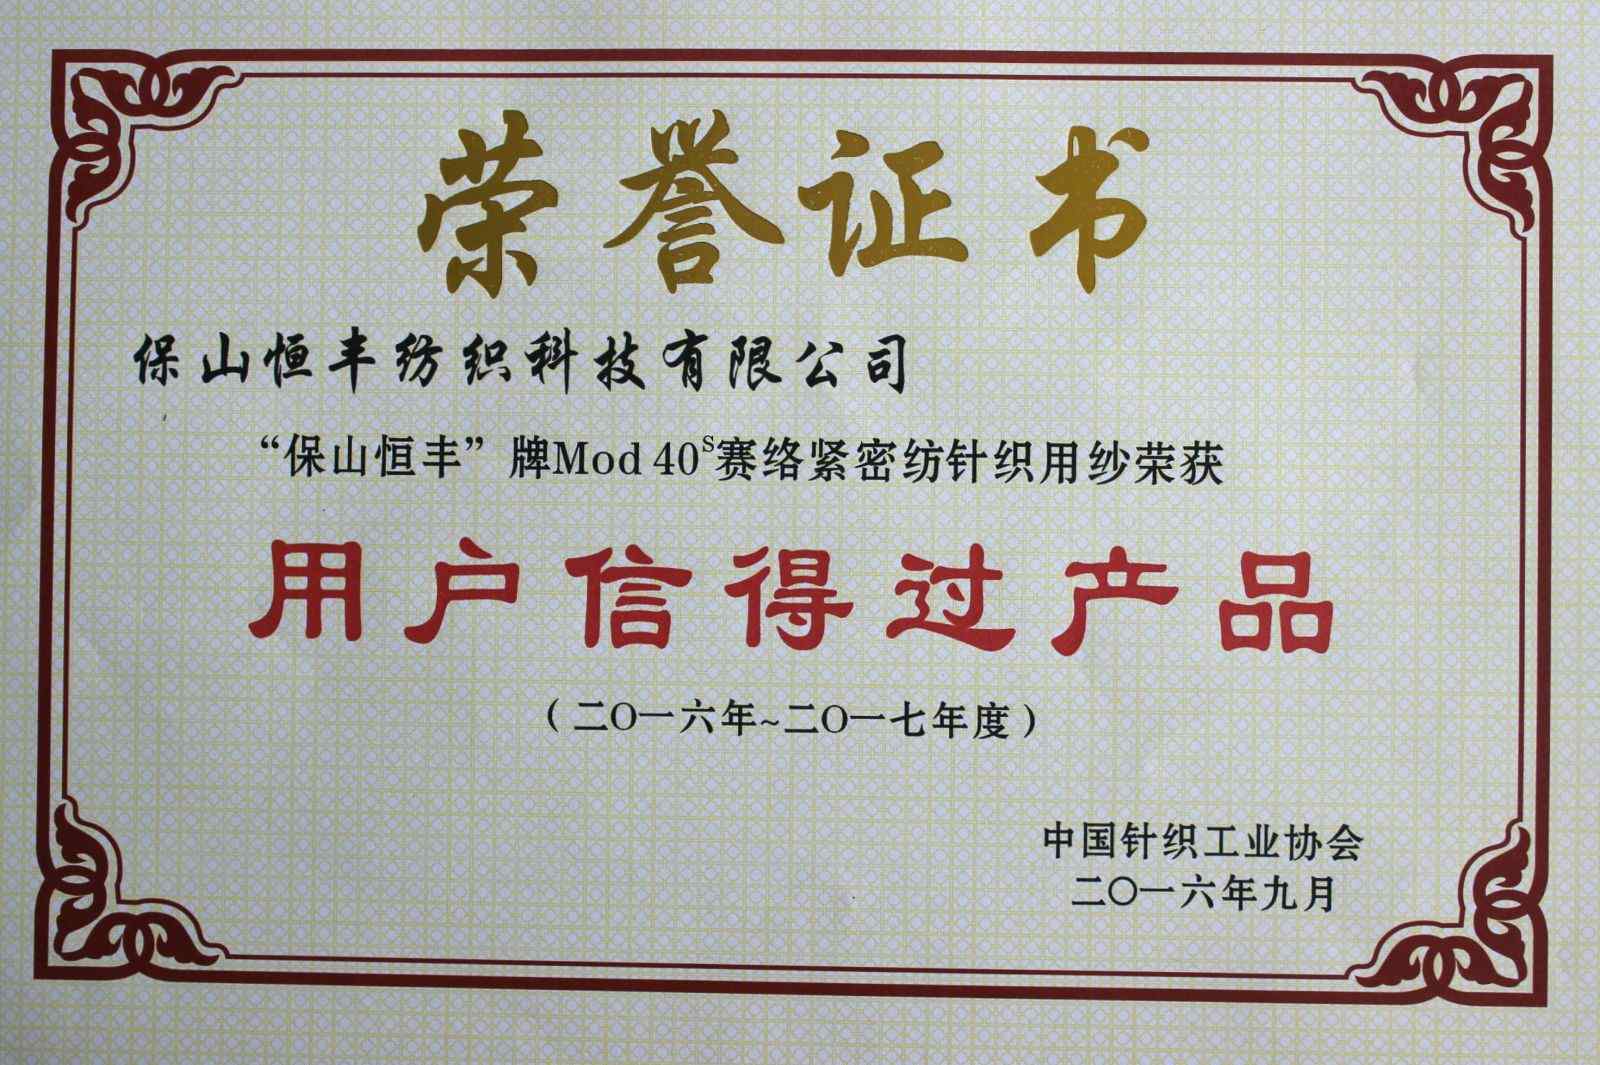 荣誉证书
保山恒丰纺织科技有限公司
“保山恒丰”牌Mod 40ˢ赛络紧密纺针织用纱荣获
用户信得过产品
（二〇一六年~二〇一七年度）
中国针织工业协会
二〇一六年九月